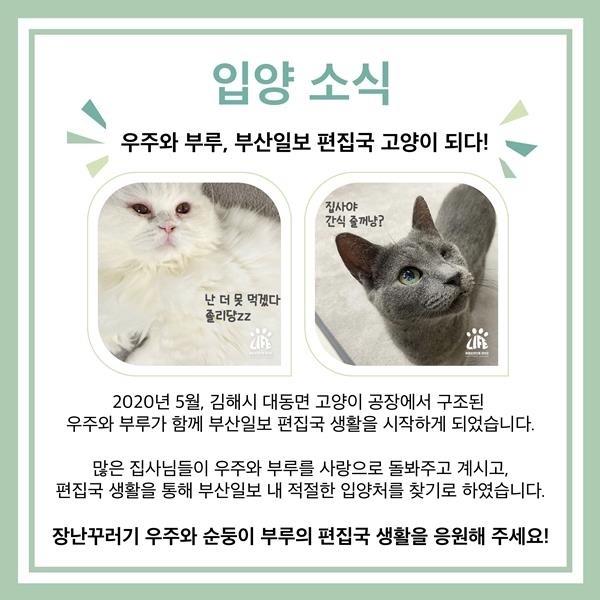 입양 소식
우주와 부루, 부산일보 편집국 고양이 되다!
난 더 못 먹겠다
졸리당zz
LIFE
집사야
간식 줄꺼냥?
LIFE
2020년 5월, 김해시 대동면 고양이 공장에서 구조된
우주와 부루가 함께 부산일보 편집국 생활을 시작하게 되었습니다.
많은 집사님들이 우주와 부루를 사랑으로 돌봐주고 계시고,
편집국 생활을 통해 부산일보 내 적절한 입양처를 찾기로 하였습니다.
장난꾸러기 우주와 순둥이 부루의 편집국 생활을 응원해 주세요!